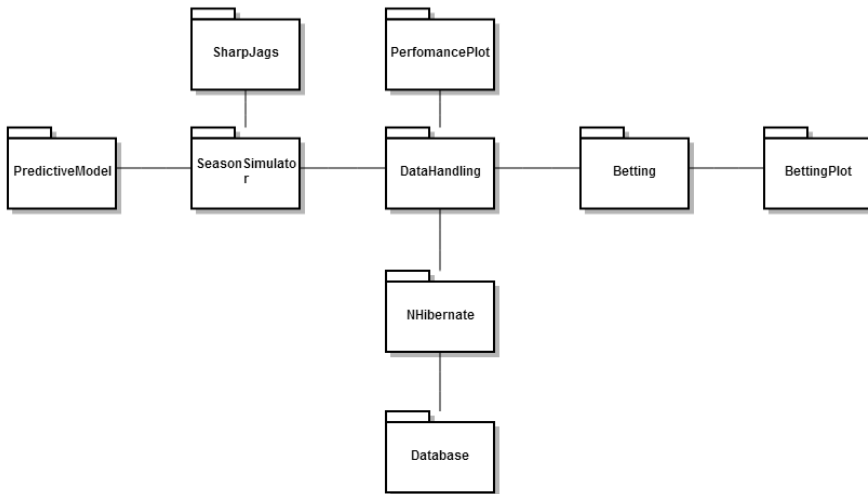 SharpJags
PerfomancePlot
PredictiveModel
SeasonSimulato
r
DataHandling
Betting
BettingPlot
NHibernate
Database